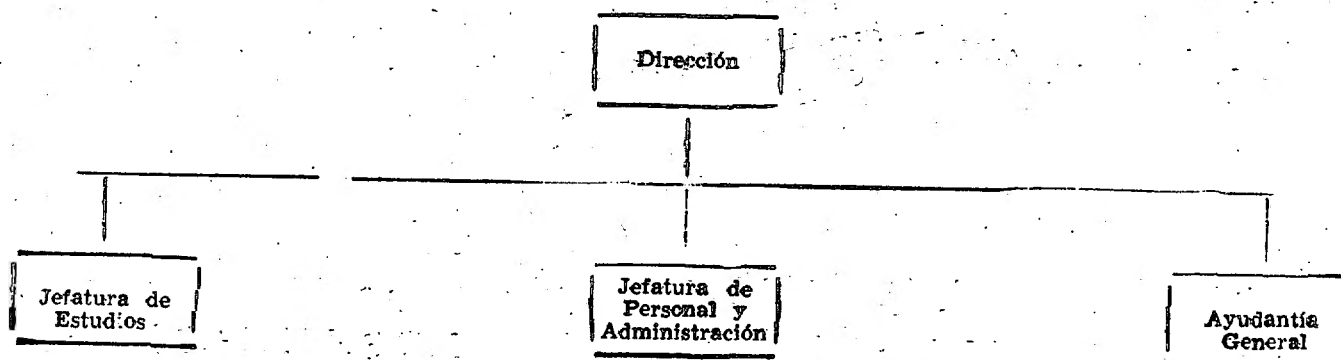 Dirección
Jefatura de
Estudios
Jefatura de
Personal y
Administración
Ayudantía
General